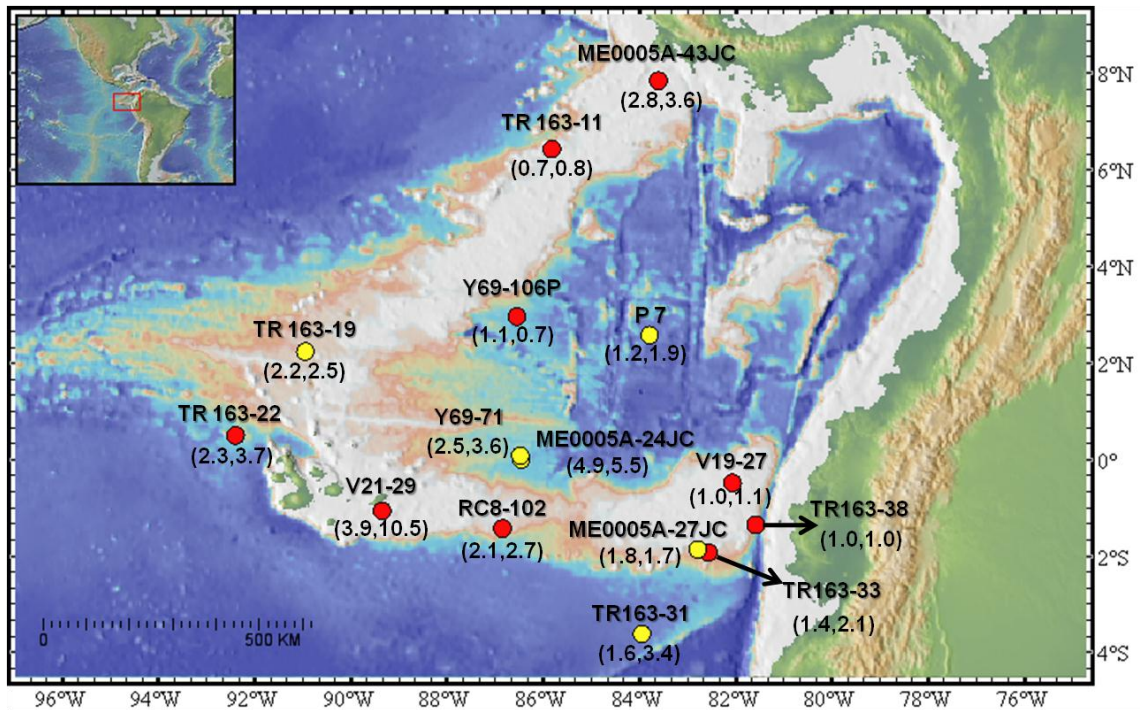 ME0005A-43JC
(2.8,3.6)
TR 163-11
(0.7,0.8)
Y69-106P
(1.1,0.7)
P 7
(1.2,1.9)
TR 163-19
(2.2,2.5)
TR 163-22
(2.3,3.7)
Y69-71
(2.5,3.6)
ME0005A-24JC
(4.9,5.5)
V19-27
(1.0,1.1)
V21-29
(3.9,10.5)
RC8-102
(2.1,2.7)
ME0005A-27JC
(1.8,1.7)
TR163-38
(1.0,1.0)
TR163-33
(1.4,2.1)
TR163-31
(1.6,3.4)
0 500 KM
8°N
6°N
4°N
2°N
0°
2°S
4°S
96°W 94°W 92°W 90°W 88°W 86°W 84°W 82°W 80°W 78°W 76°W